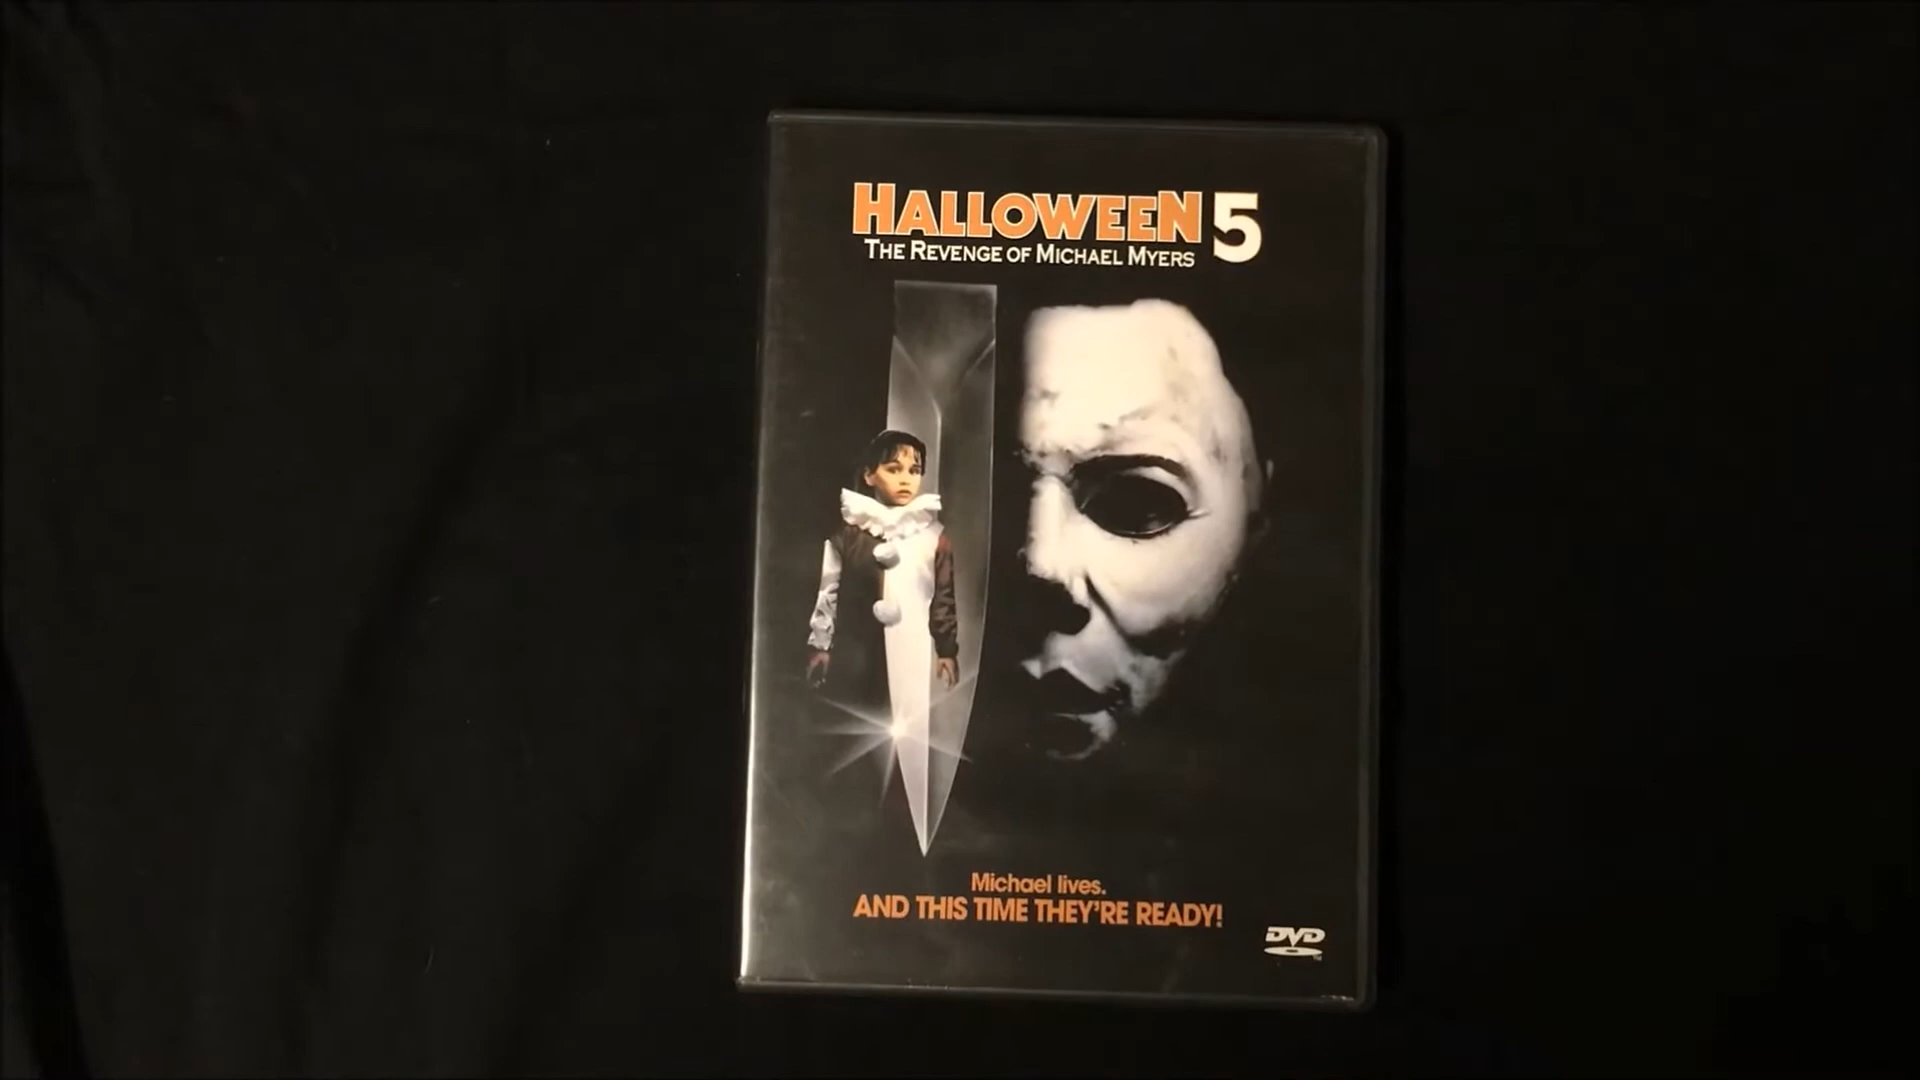 HALLOWEEN 5
THE REVENGE OF MICHAEL MYERS
Michael lives.
AND THIS TIME THEY'RE READY!
DVD